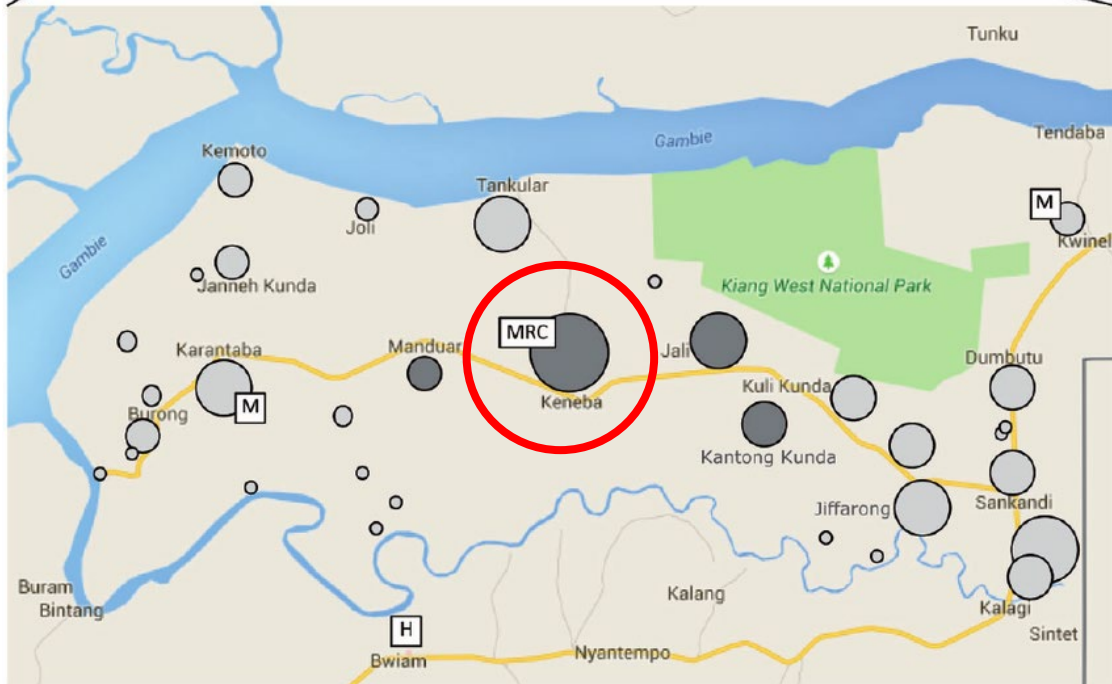 Tunku
Gambie
Tendaba
Kemoto
Tankular
M
Joli
Kwinel
Gambie
Janneh Kunda
Kiang West National Park
MRC
Karantaba
Manduar
Jali
Dumbutu
Kuli Kunda
Keneba
M
Burong
Kantong Kunda
Jiffarong
Sankandi
Buram
Bintang
Kalang
Kalagi
H
Sintet
Bwiam
Nyantempo